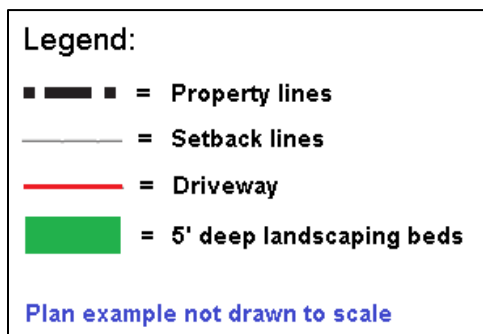 Legend:
= Property lines
= Setback lines
= Driveway
= 5' deep landscaping beds
Plan example not drawn to scale